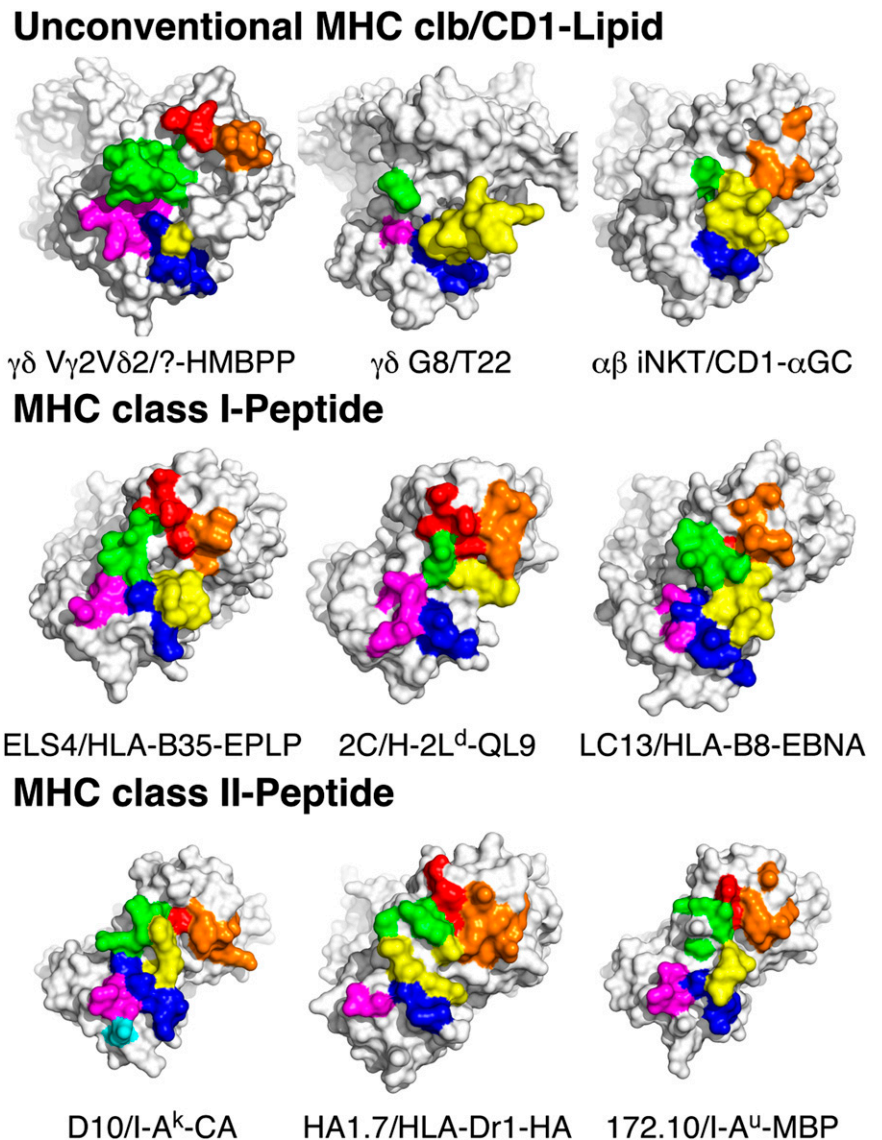 Unconventional MHC clb/CD1-Lipid
γδ Vγ2Vδ2/?-HMBPP γδ G8/T22 αβ iNKT/CD1-αGC
MHC class I-Peptide
ELS4/HLA-B35-EPLP 2C/H-2Lᵈ-QL9 LC13/HLA-B8-EBNA
MHC class II-Peptide
D10/I-Aᵏ-CA HA1.7/HLA-Dr1-HA 172.10/I-Aᵘ-MBP